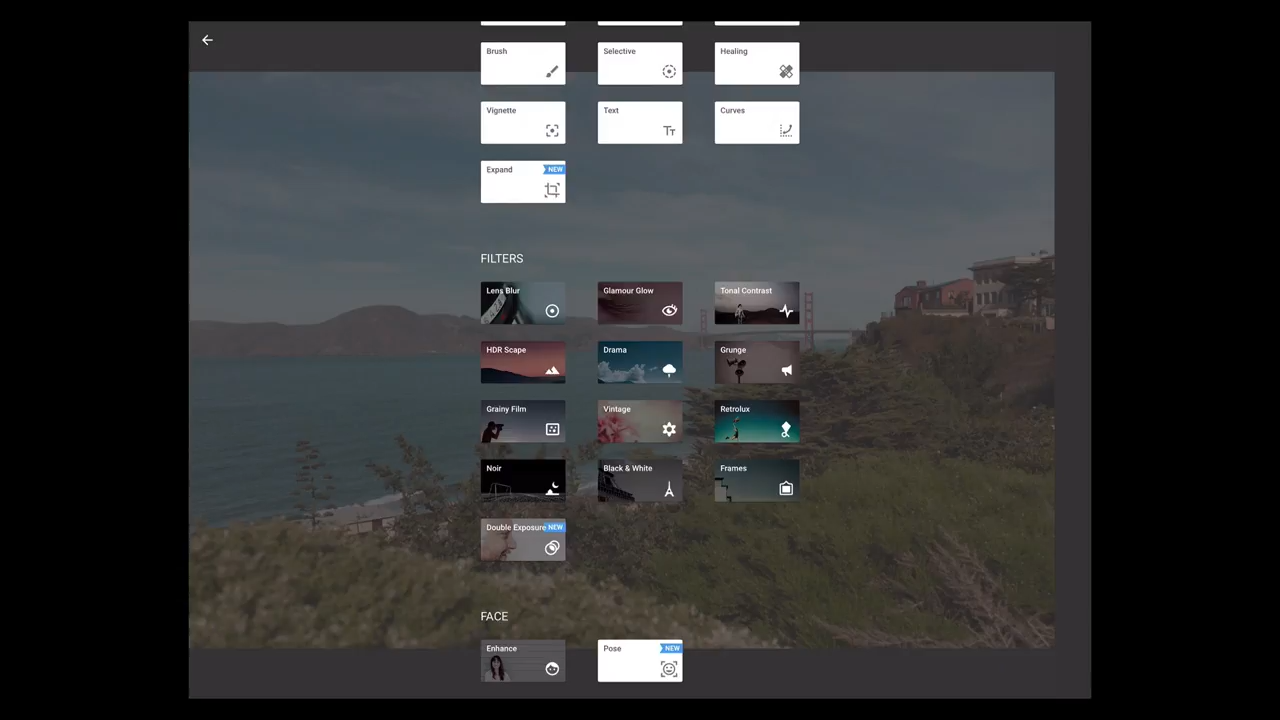 Brush
Selective
Healing
Vignette
Text
Curves
Expand
NEW
FILTERS
Lens Blur
Glamour Glow
Tonal Contrast
HDR Scape
Drama
Grunge
Grainy Film
Vintage
Retrolux
Noir
Black & White
Frames
Double Exposure
NEW
FACE
Enhance
Pose
NEW